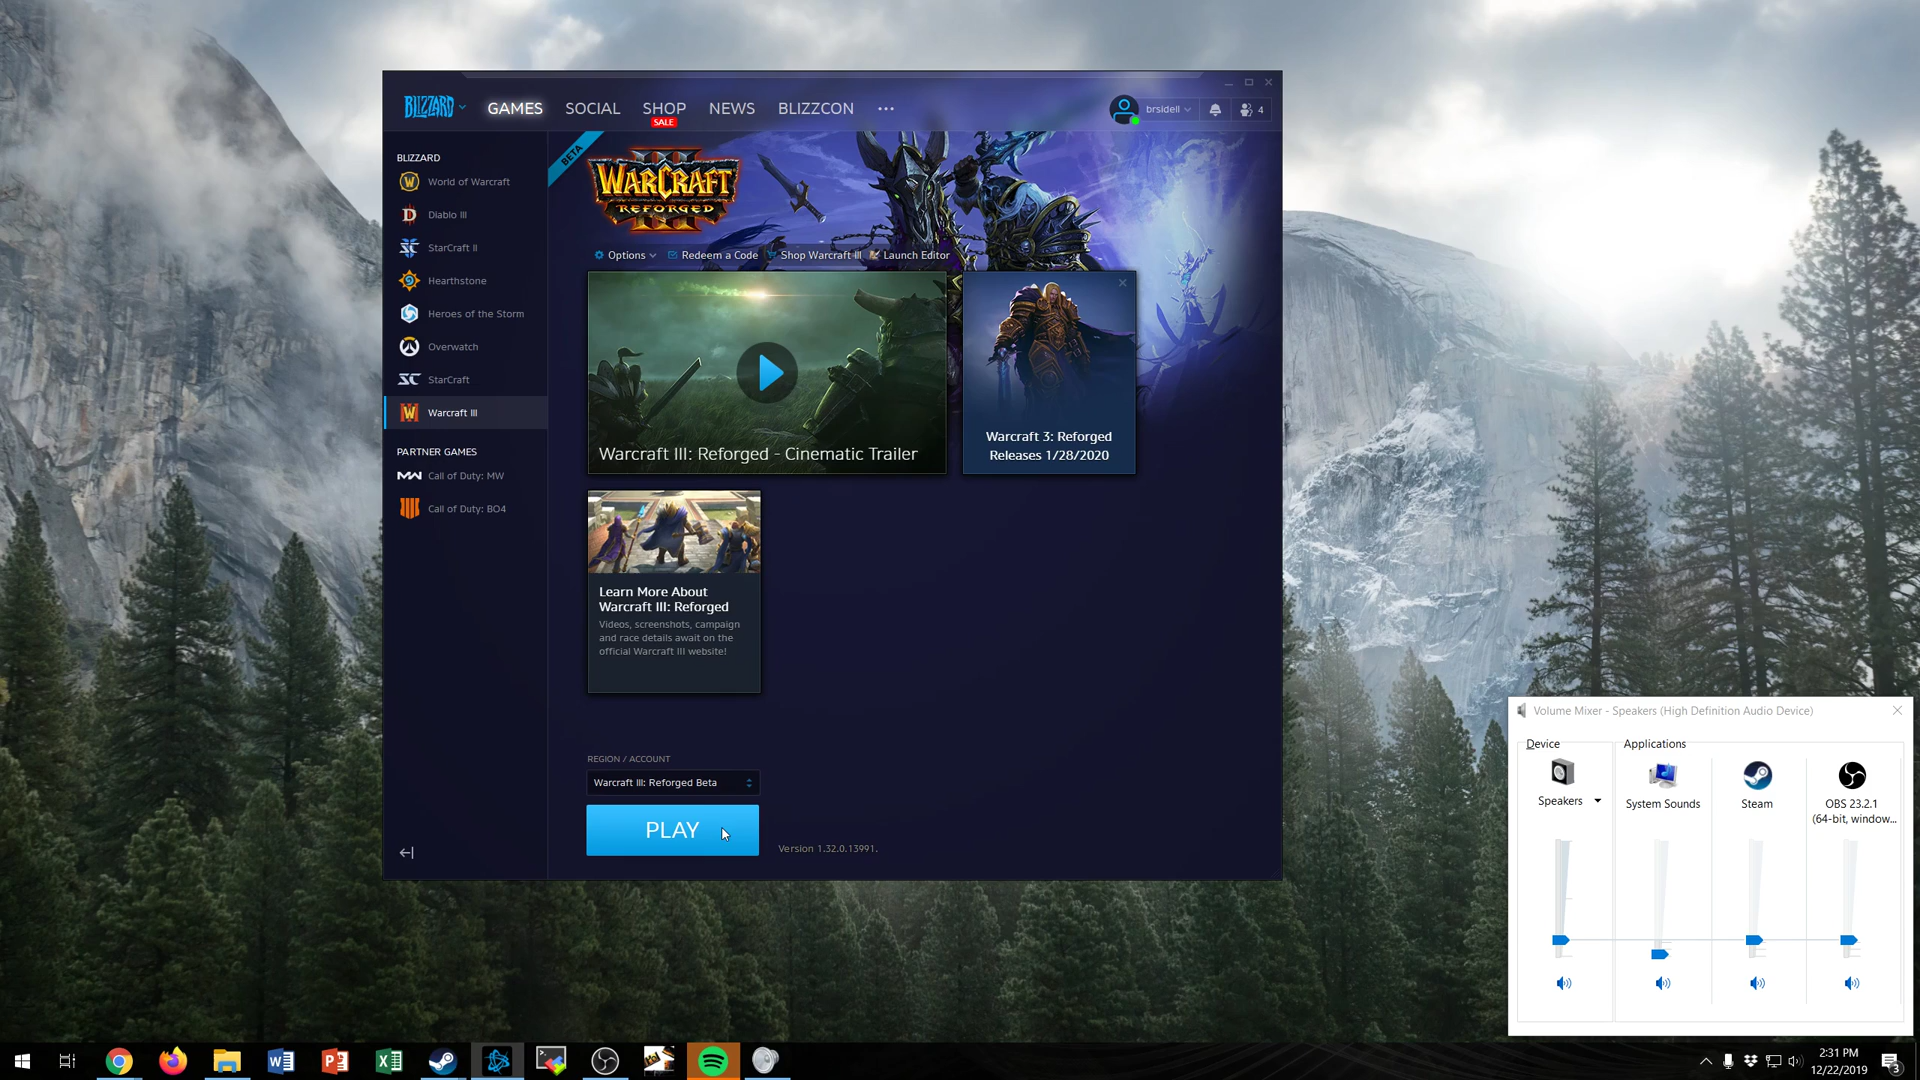 BLIZZARD
GAMES
SOCIAL
SHOP
SALE
NEWS
BLIZZCON
brsidell
4
BLIZZARD
World of Warcraft
Diablo III
StarCraft II
Hearthstone
Heroes of the Storm
Overwatch
StarCraft
Warcraft III
PARTNER GAMES
Call of Duty: MW
Call of Duty: BO4
BETA
WARCRAFT
III
REFORGED
Options
Redeem a Code
Shop Warcraft III
Launch Editor
Warcraft III: Reforged - Cinematic Trailer
Warcraft 3: Reforged
Releases 1/28/2020
Learn More About
Warcraft III: Reforged
Videos, screenshots, campaign
and race details await on the
official Warcraft III website!
REGION / ACCOUNT
Warcraft III: Reforged Beta
PLAY
Version 1.32.0.13991.
Volume Mixer - Speakers (High Definition Audio Device)
Device
Applications
Speakers
System Sounds
Steam
OBS 23.2.1
(64-bit, window...
2:31 PM
12/22/2019
3